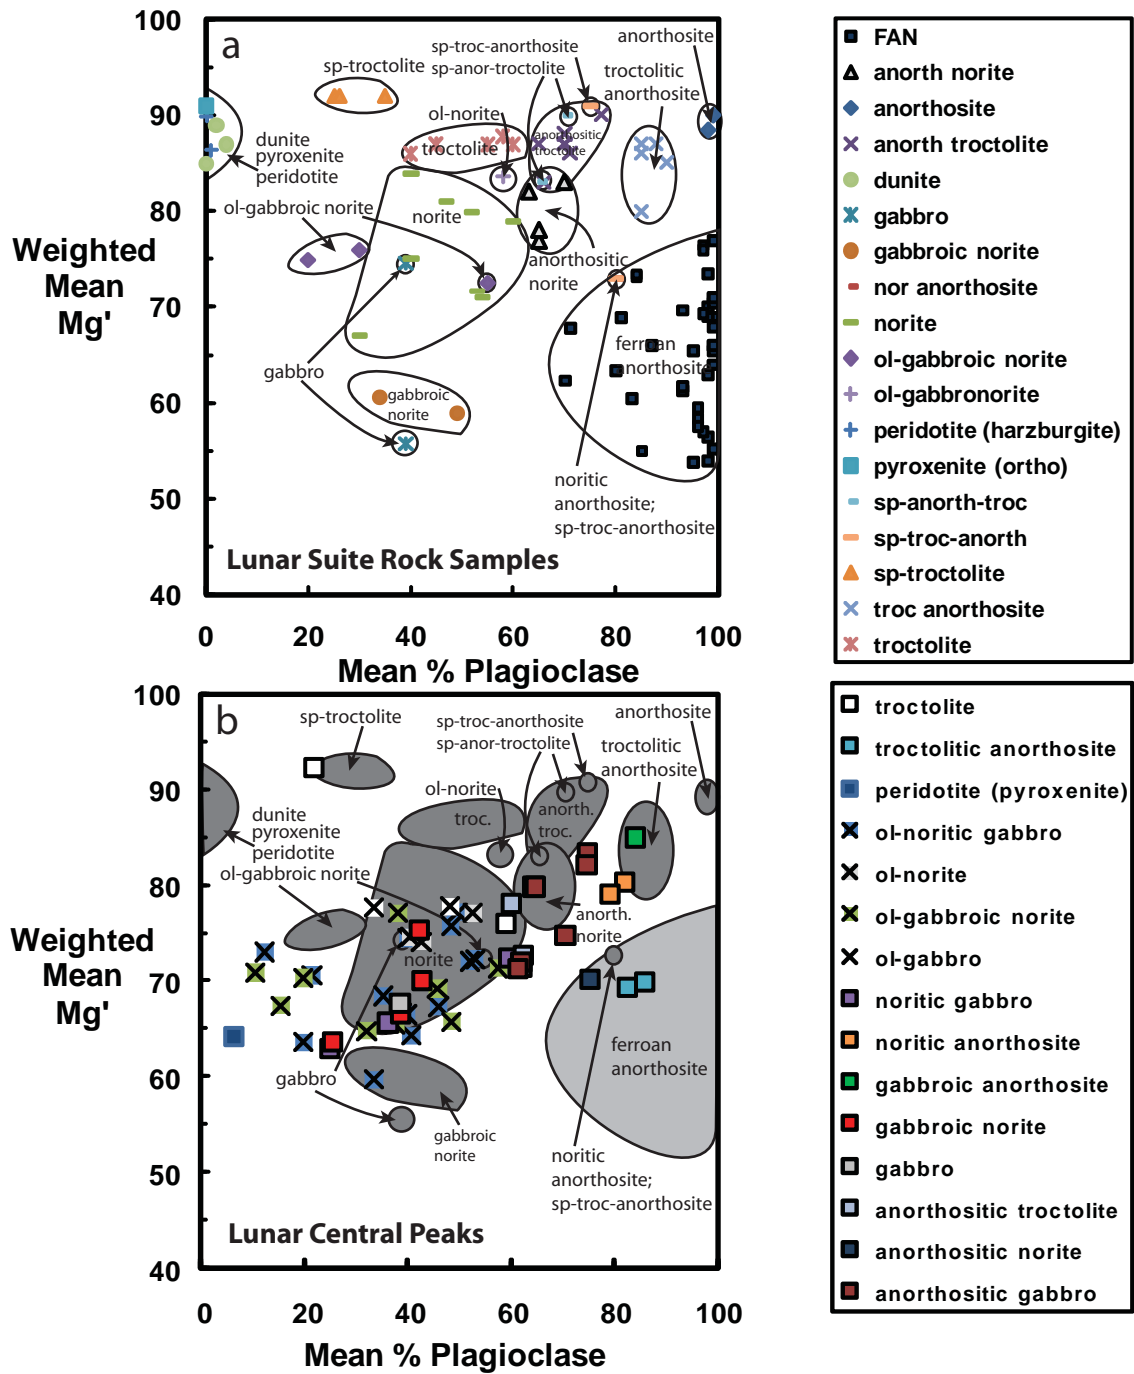 100
90
80
70
60
50
40
Weighted
Mean
Mg'
a
sp-troctolite
sp-troc-anorthosite
sp-anor-troctolite
anorthosite
troctolitic
anorthosite
ol-norite
troctolite
anorthositic
troctolite
dunite
pyroxenite
peridotite
ol-gabbroic norite
norite
anorthositic
norite
gabbro
gabbroic
norite
ferroan
anorthosite
noritic
anorthosite;
sp-troc-anorthosite
Lunar Suite Rock Samples
0 20 40 60 80 100
Mean % Plagioclase
FAN
anorth norite
anorthosite
anorth troctolite
dunite
gabbro
gabbroic norite
nor anorthosite
norite
ol-gabbroic norite
ol-gabbronorite
peridotite (harzburgite)
pyroxenite (ortho)
sp-anorth-troc
sp-troc-anorth
sp-troctolite
troc anorthosite
troctolite
100
90
80
70
60
50
40
Weighted
Mean
Mg'
b
sp-troctolite
sp-troc-anorthosite
sp-anor-troctolite
anorthosite
troctolitic
anorthosite
ol-norite
troc.
anorth.
troc.
dunite
pyroxenite
peridotite
ol-gabbroic norite
anorth.
norite
norite
gabbro
gabbroic
norite
ferroan
anorthosite
noritic
anorthosite;
sp-troc-anorthosite
Lunar Central Peaks
0 20 40 60 80 100
Mean % Plagioclase
troctolite
troctolitic anorthosite
peridotite (pyroxenite)
ol-noritic gabbro
ol-norite
ol-gabbroic norite
ol-gabbro
noritic gabbro
noritic anorthosite
gabbroic anorthosite
gabbroic norite
gabbro
anorthositic troctolite
anorthositic norite
anorthositic gabbro